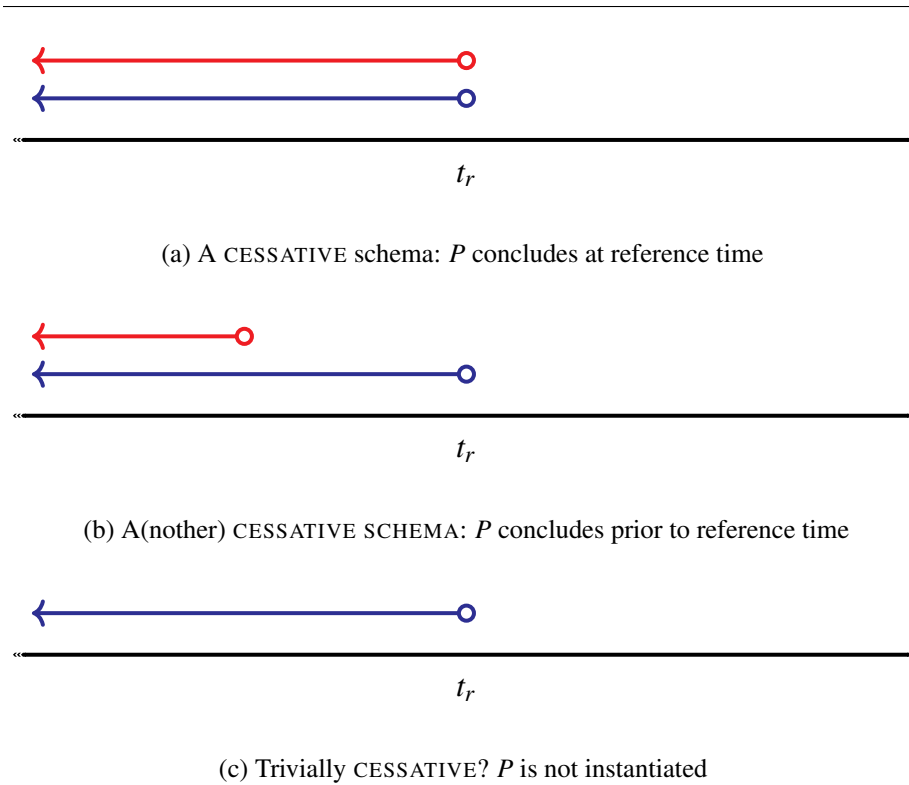 t_r
(a) A CESSATIVE schema: P concludes at reference time
t_r
(b) A(nother) CESSATIVE SCHEMA: P concludes prior to reference time
t_r
(c) Trivially CESSATIVE? P is not instantiated